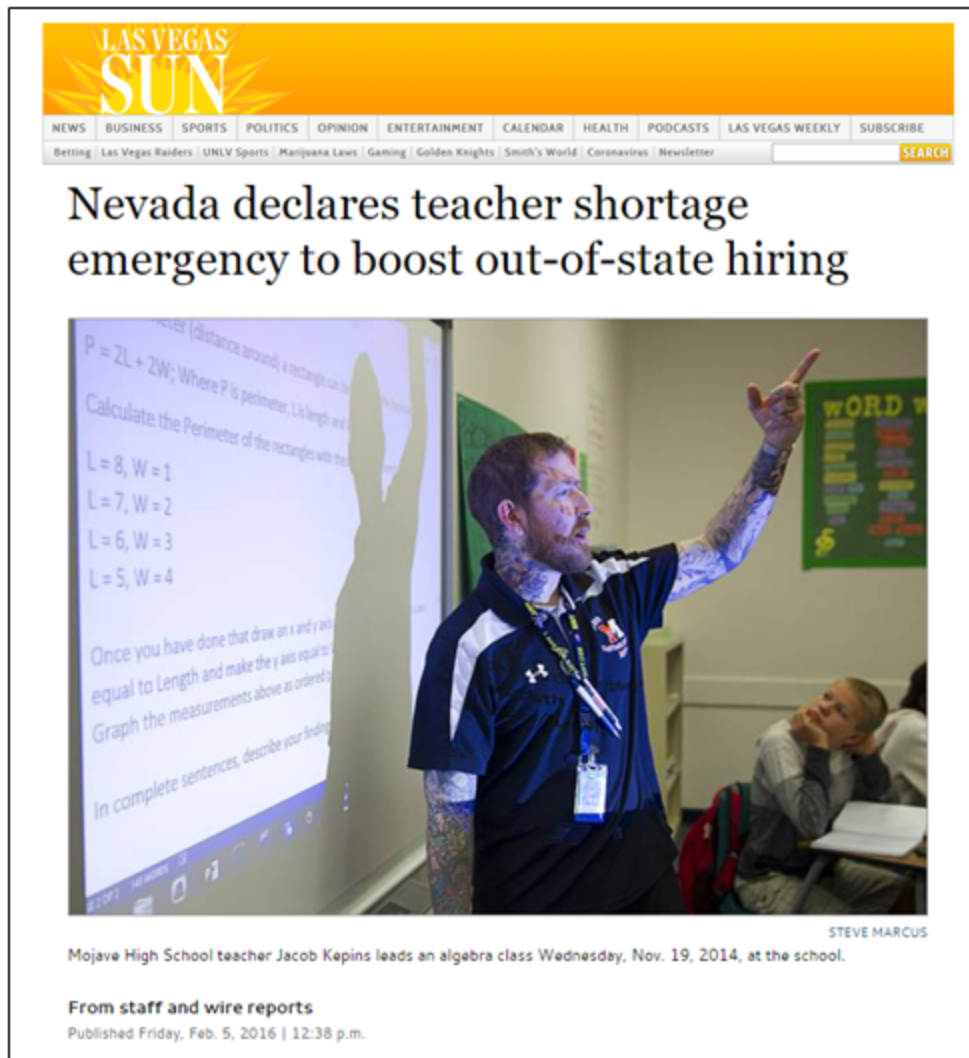 LAS VEGAS
SUN
NEWS BUSINESS SPORTS POLITICS OPINION ENTERTAINMENT CALENDAR HEALTH PODCASTS LAS VEGAS WEEKLY SUBSCRIBE
Betting Las Vegas Raiders UNLV Sports Marijuana Laws Gaming Golden Knights Smith's World Coronavirus Newsletter SEARCH
Nevada declares teacher shortage
emergency to boost out-of-state hiring
(distance around) a rectangle can be
P = 2L + 2W; Where P is perimeter, L is length and
Calculate the Perimeter of the rectangles with
L = 8, W = 1
L = 7, W = 2
L = 6, W = 3
L = 5, W = 4
Once you have done that draw an x and y axis
equal to Length and make the y axis equal to
Graph the measurements above as ordered
In complete sentences, describe your finding
WORD W
STEVE MARCUS
Mojave High School teacher Jacob Kepins leads an algebra class Wednesday, Nov. 19, 2014, at the school.
From staff and wire reports
Published Friday, Feb. 5, 2016 | 12:38 p.m.